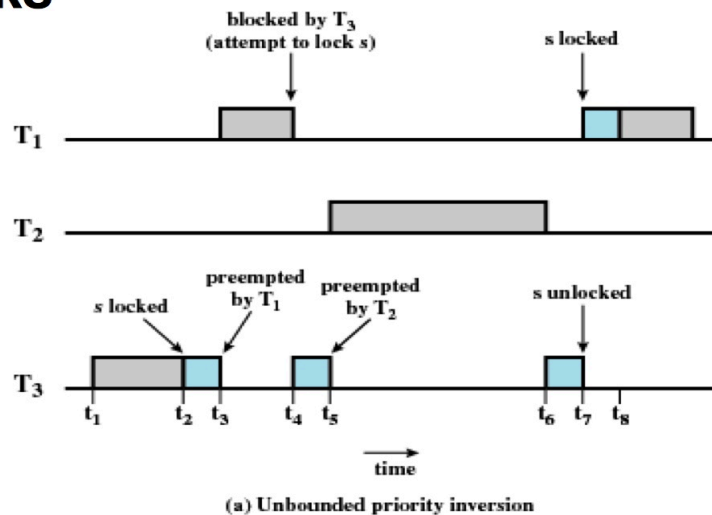 blocked by T3
(attempt to lock s)
s locked
T1
T2
s locked
preempted
by T1
preempted
by T2
s unlocked
T3
t1 t2 t3 t4 t5 t6 t7 t8
time
(a) Unbounded priority inversion